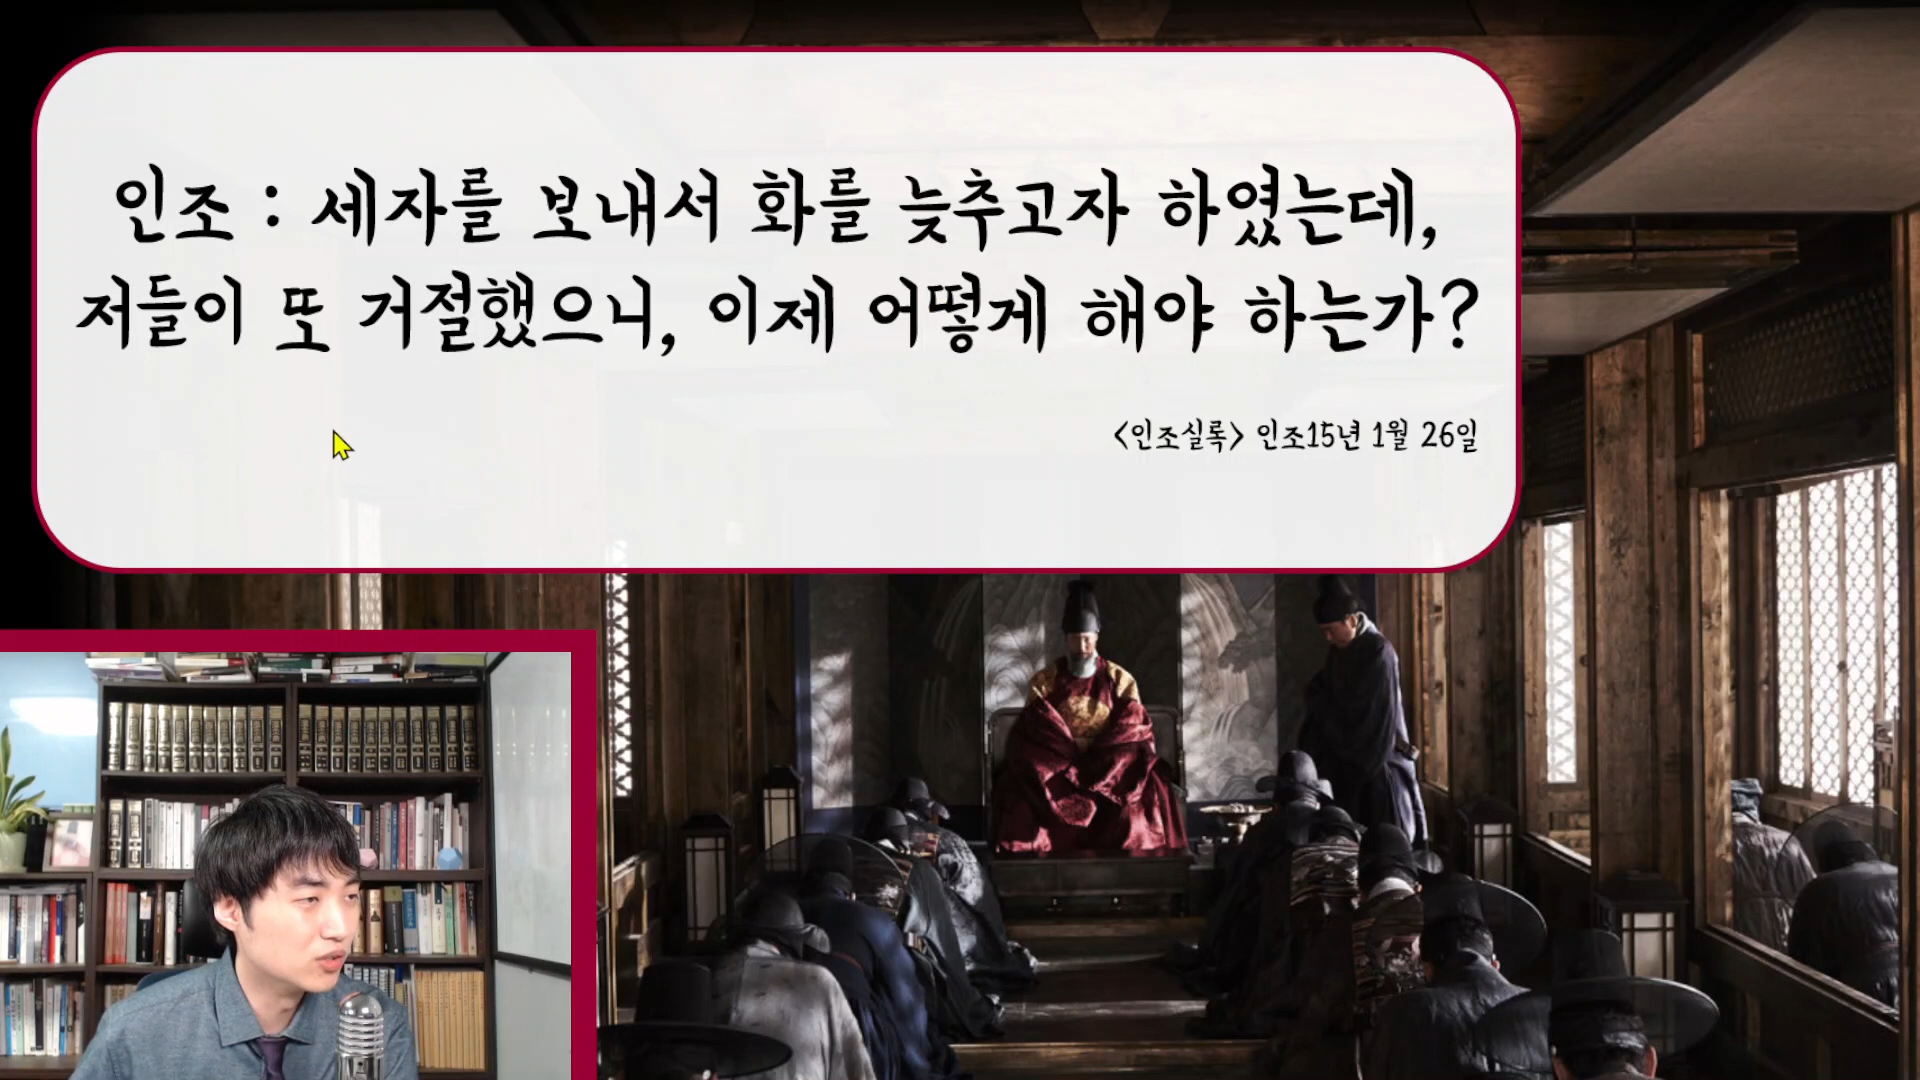 인조 : 세자를 보내서 화를 늦추고자 하였는데,
저들이 또 거절했으니, 이제 어떻게 해야 하는가?
<인조실록> 인조15년 1월 26일